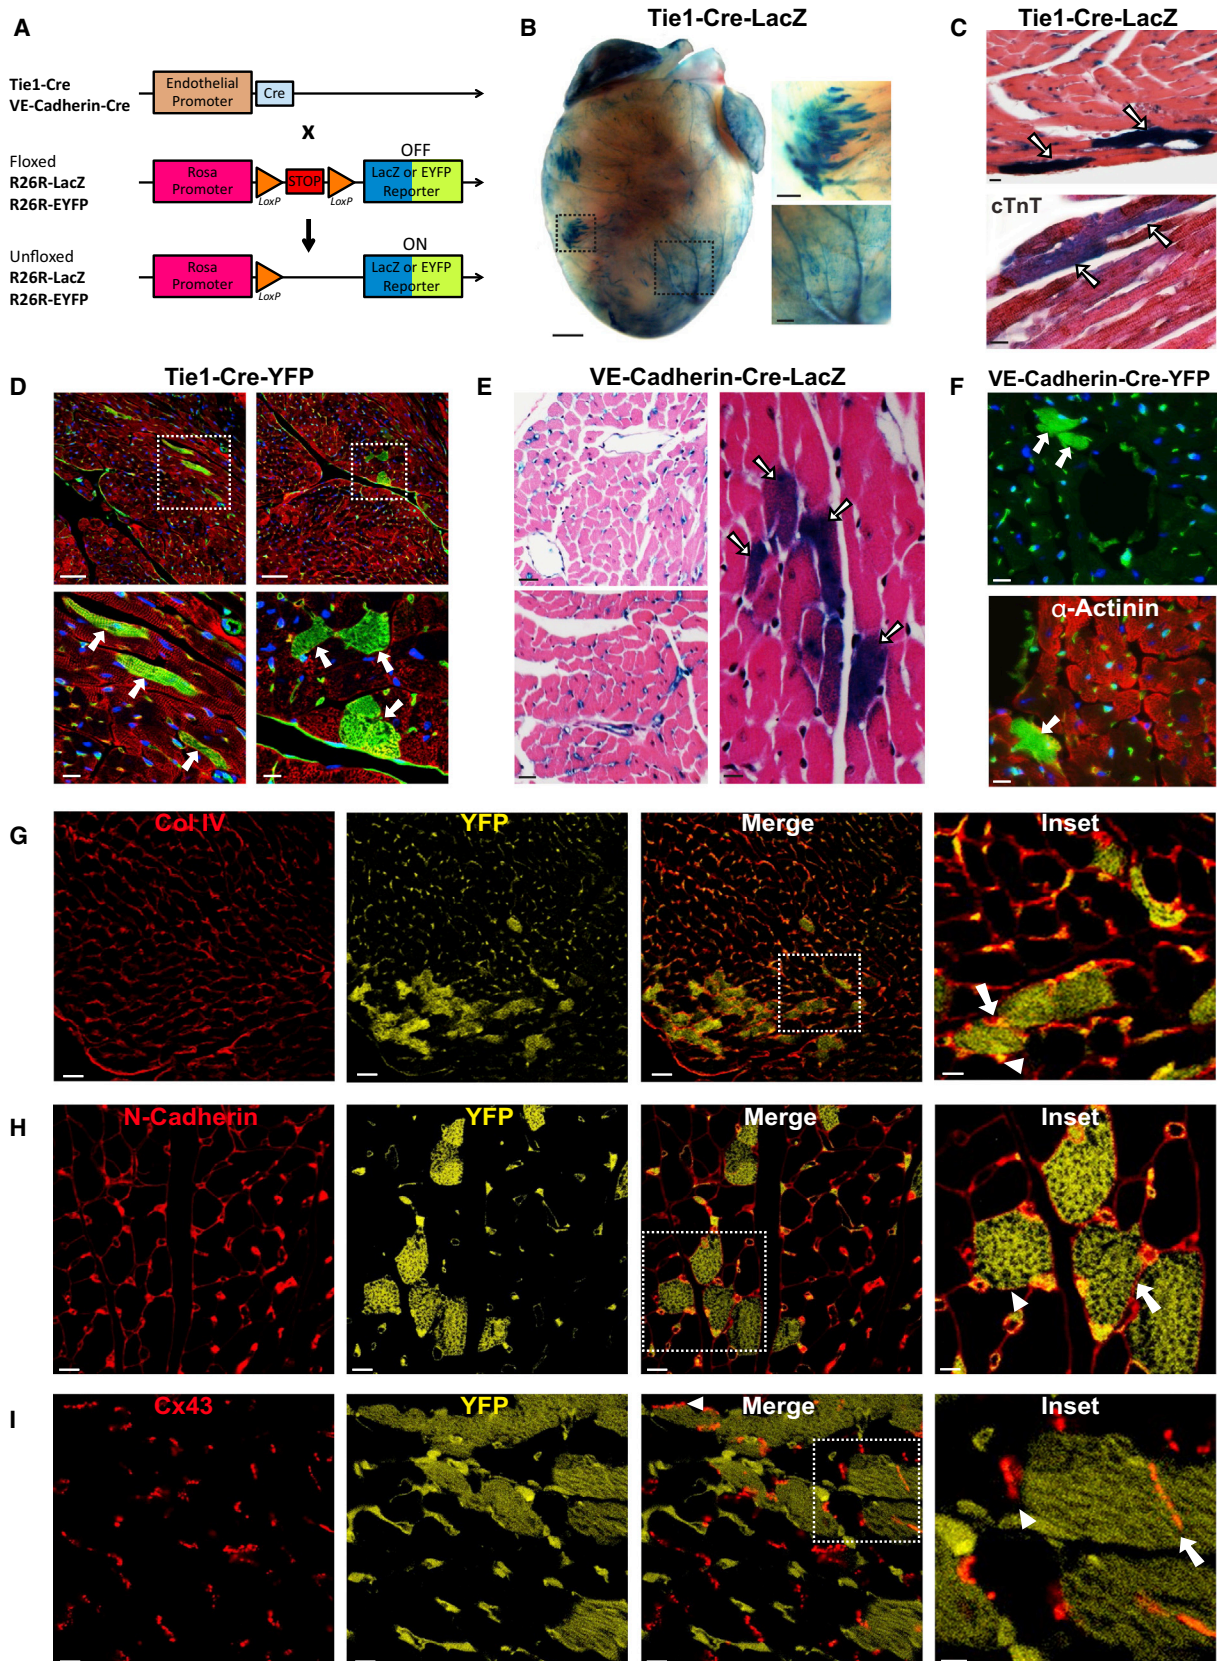 A
Tie1-Cre
VE-Cadherin-Cre
Endothelial
Promoter
Cre
x
Floxed
R26R-LacZ
R26R-EYFP
Rosa
Promoter
LoxP
STOP
LoxP
OFF
LacZ or EYFP
Reporter
Unfloxed
R26R-LacZ
R26R-EYFP
Rosa
Promoter
LoxP
ON
LacZ or EYFP
Reporter
B
Tie1-Cre-LacZ
C
Tie1-Cre-LacZ
cTnT
D
Tie1-Cre-YFP
E
VE-Cadherin-Cre-LacZ
F
VE-Cadherin-Cre-YFP
α-Actinin
G
Col IV
YFP
Merge
Inset
H
N-Cadherin
YFP
Merge
Inset
I
Cx43
YFP
Merge
Inset